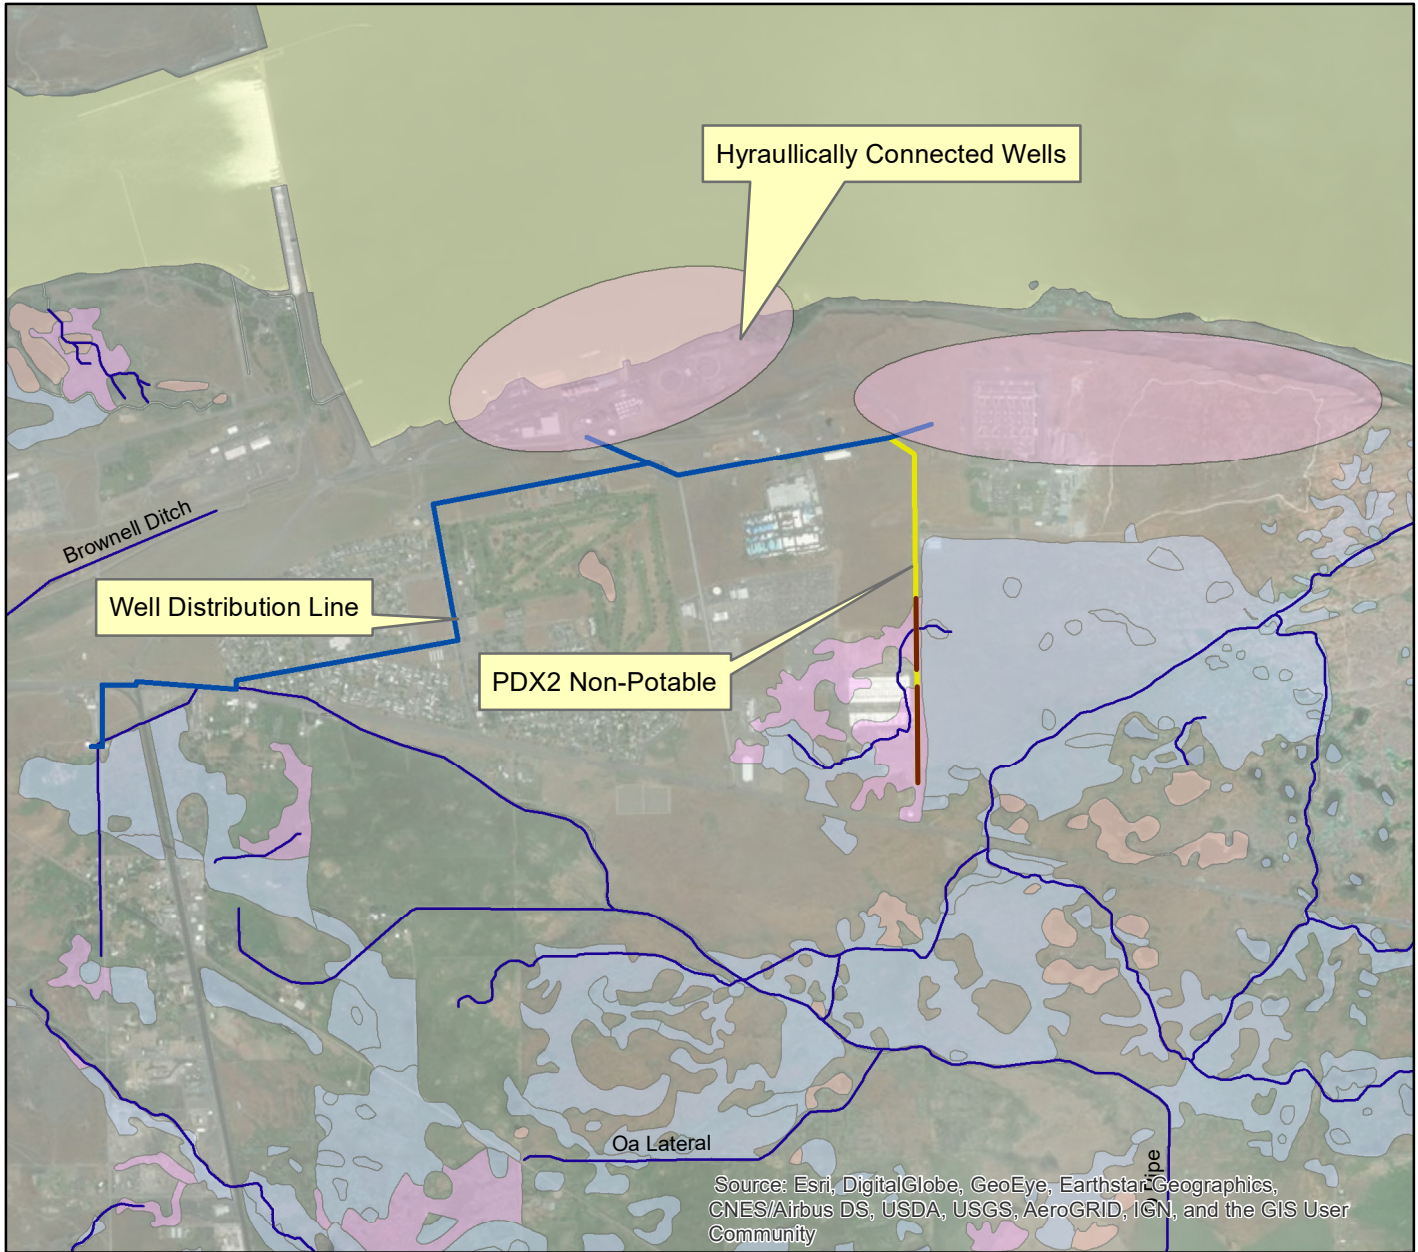 Hyraullically Connected Wells
Brownell Ditch
Well Distribution Line
PDX2 Non-Potable
Oa Lateral
Source: Esri, DigitalGlobe, GeoEye, Earthstar Geographics,
CNES/Airbus DS, USDA, USGS, AeroGRID, IGN, and the GIS User
Community